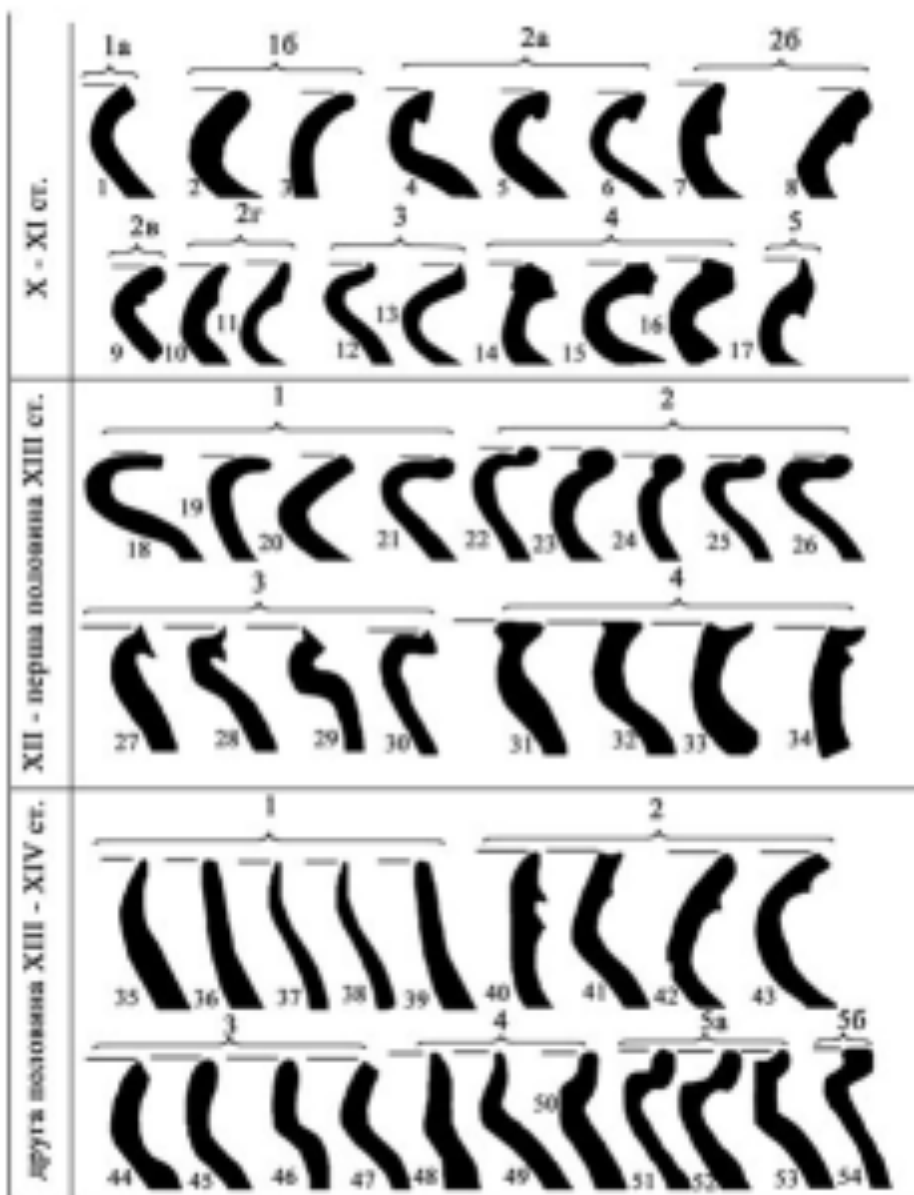 X - XI ст.
1а 1б 2а 2б
1 2 3 4 5 6 7 8
2в 2г 3 4 5
9 10 11 12 13 14 15 16 17
XII - перша половина XIII ст.
1 2
18 19 20 21 22 23 24 25 26
3 4
27 28 29 30 31 32 33 34
друга половина XIII - XIV ст.
1 2
35 36 37 38 39 40 41 42 43
3 4 5а 5б
44 45 46 47 48 49 50 51 52 53 54